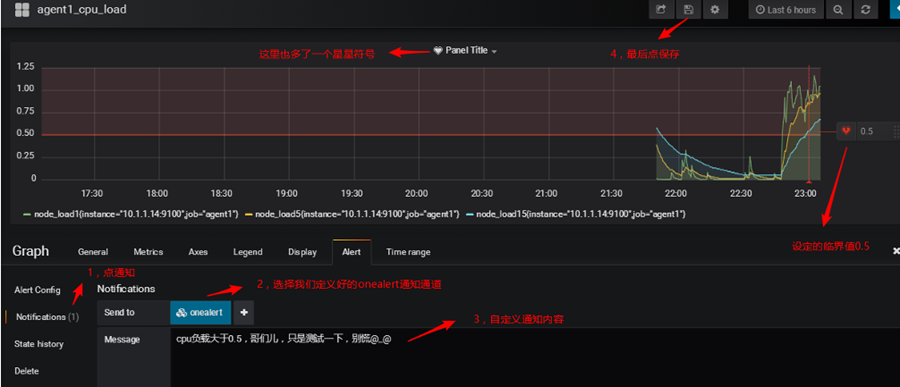 agent1_cpu_load
Last 6 hours
这里也多了一个星星符号
Panel Title
4，最后点保存
1.25
1.00
0.75
0.50
0.25
0
0.5
17:30 18:00 18:30 19:00 19:30 20:00 20:30 21:00 21:30 22:00 22:30 23:00
node_load1{instance="10.1.1.14:9100",job="agent1"} node_load5{instance="10.1.1.14:9100",job="agent1"} node_load15{instance="10.1.1.14:9100",job="agent1"}
设定的临界值0.5
Graph General Metrics Axes Legend Display Alert Time range
1，点通知
Alert Config
Notifications
2，选择我们定义好的onealert通知通道
Notifications (1)
Send to onealert
3，自定义通知内容
State history
Message cpu负载大于0.5，哥们儿，只是测试一下，别慌@_@
Delete